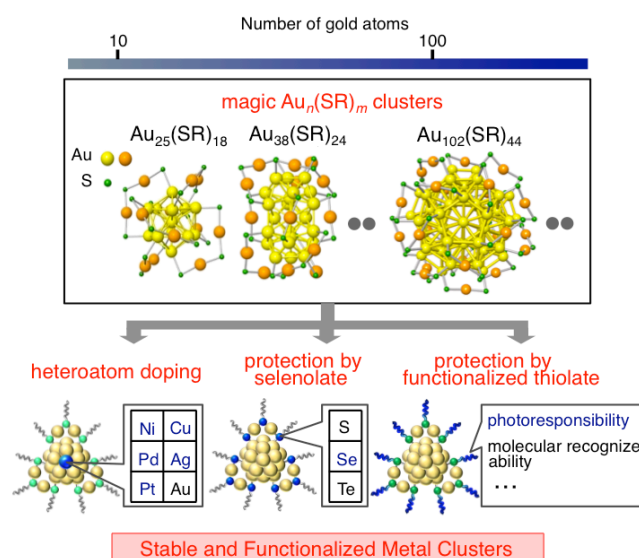 Number of gold atoms
10 100
magic Auₙ(SR)ₘ clusters
Au₂₅(SR)₁₈ Au₃₈(SR)₂₄ Au₁₀₂(SR)₄₄
Au
S
heteroatom doping
protection by
selenolate
protection by
functionalized thiolate
Ni Cu
Pd Ag
Pt Au
S
Se
Te
photoresponsibility
molecular recognize
ability
...
Stable and Functionalized Metal Clusters